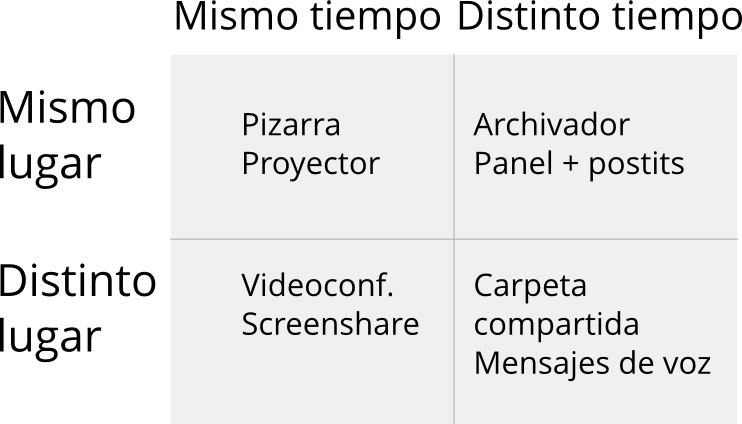 Mismo tiempo Distinto tiempo
Mismo
lugar
Pizarra
Proyector
Archivador
Panel + postits
Distinto
lugar
Videoconf.
Screenshare
Carpeta
compartida
Mensajes de voz